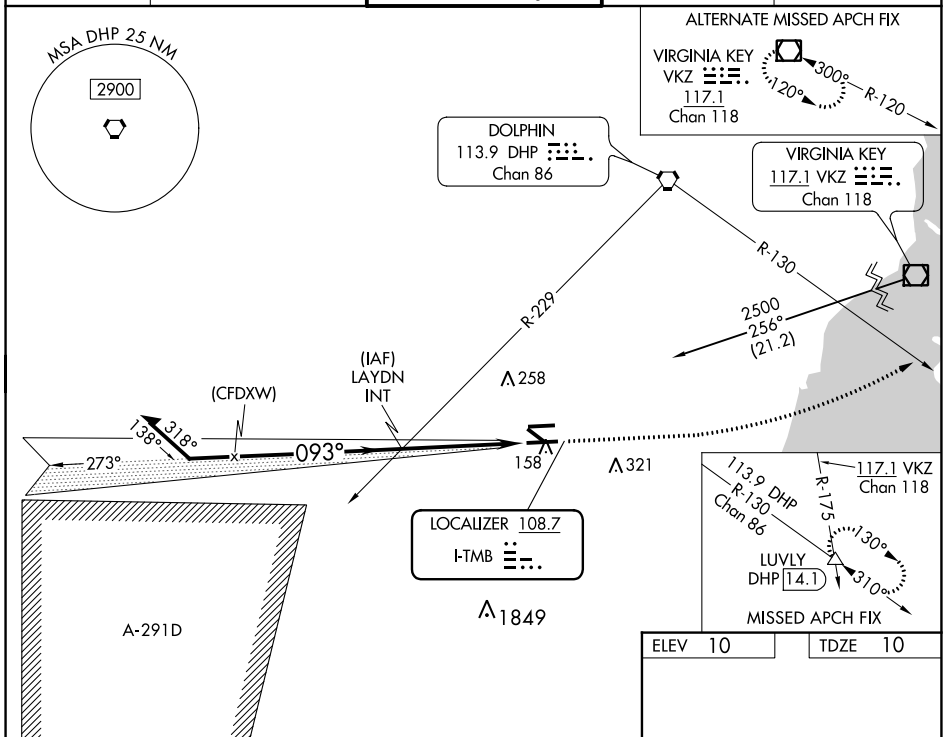 MSA DHP 25 NM
2900
ALTERNATE MISSED APCH FIX
VIRGINIA KEY
VKZ
117.1
Chan 118
300°
120°
R-120
DOLPHIN
113.9 DHP
Chan 86
VIRGINIA KEY
117.1 VKZ
Chan 118
R-130
R-229
2500
256°
(21.2)
(IAF)
LAYDN
INT
(CFDXW)
258
318°
138°
093°
273°
158
321
LOCALIZER 108.7
I-TMB
1849
A-291D
113.9 DHP
R-130
Chan 86
R-175
117.1 VKZ
Chan 118
130°
310°
LUVLY
DHP 14.1
MISSED APCH FIX
ELEV 10
TDZE 10